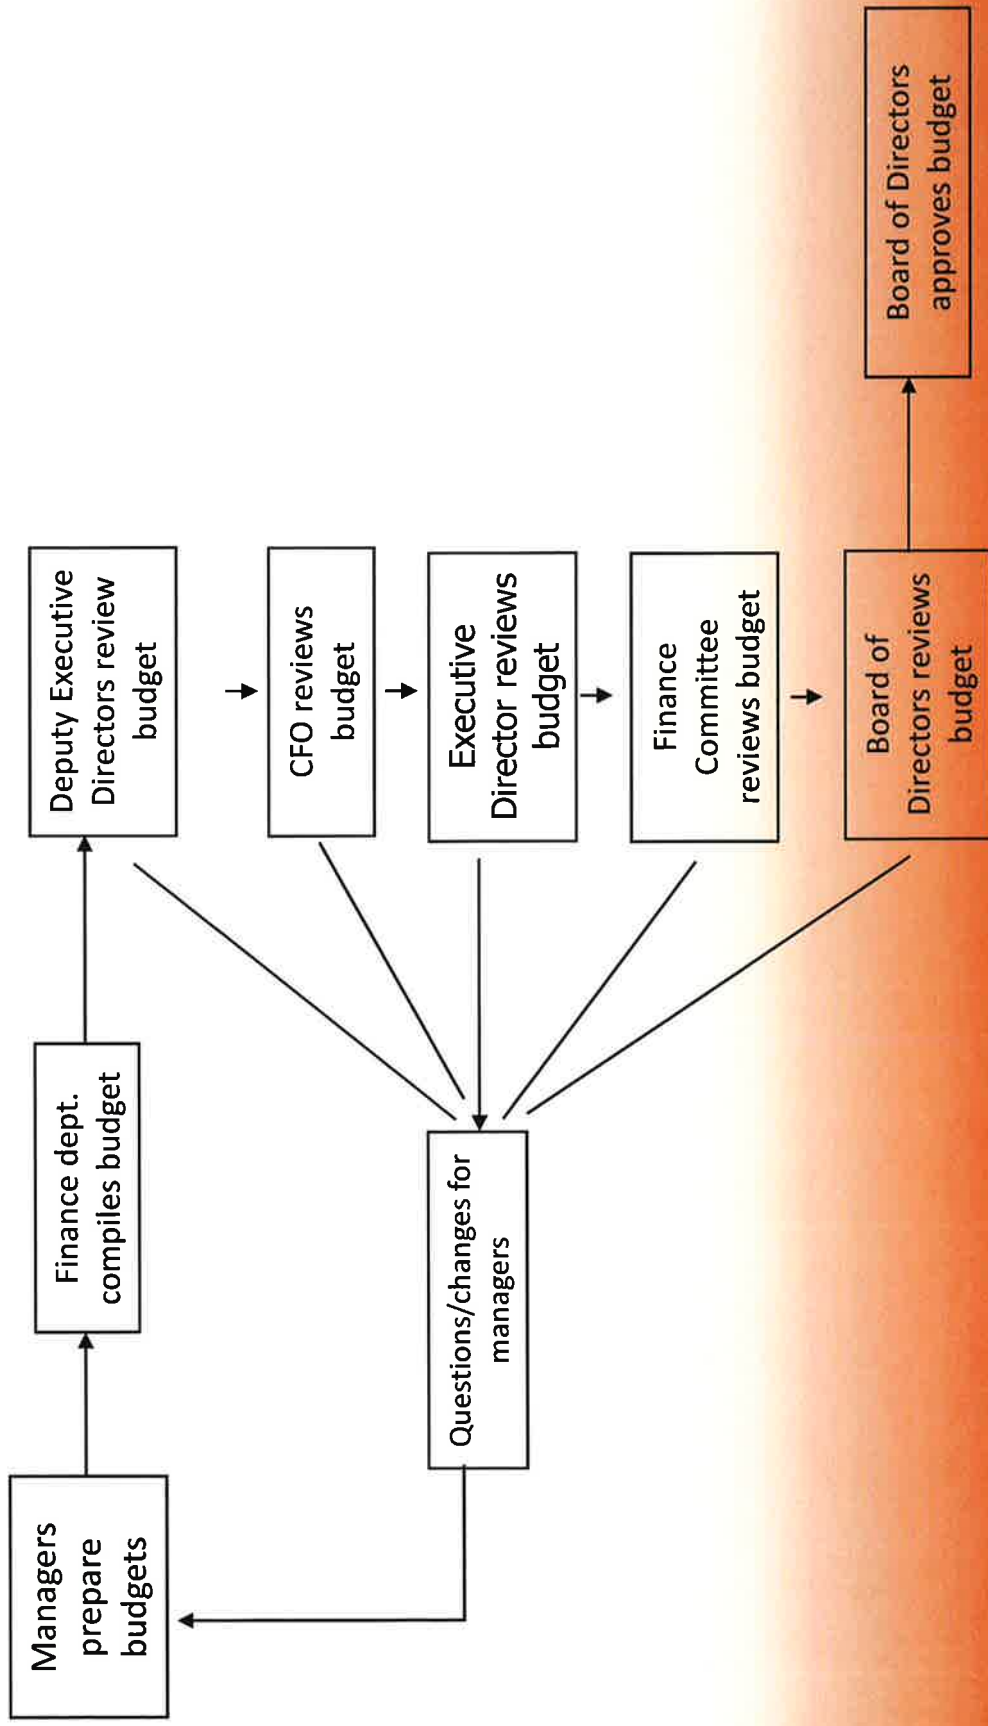 Managers
prepare
budgets
Finance dept.
compiles budget
Deputy Executive
Directors review
budget
CFO reviews
budget
Executive
Director reviews
budget
Finance
Committee
reviews budget
Board of
Directors reviews
budget
Board of Directors
approves budget
Questions/changes for
managers